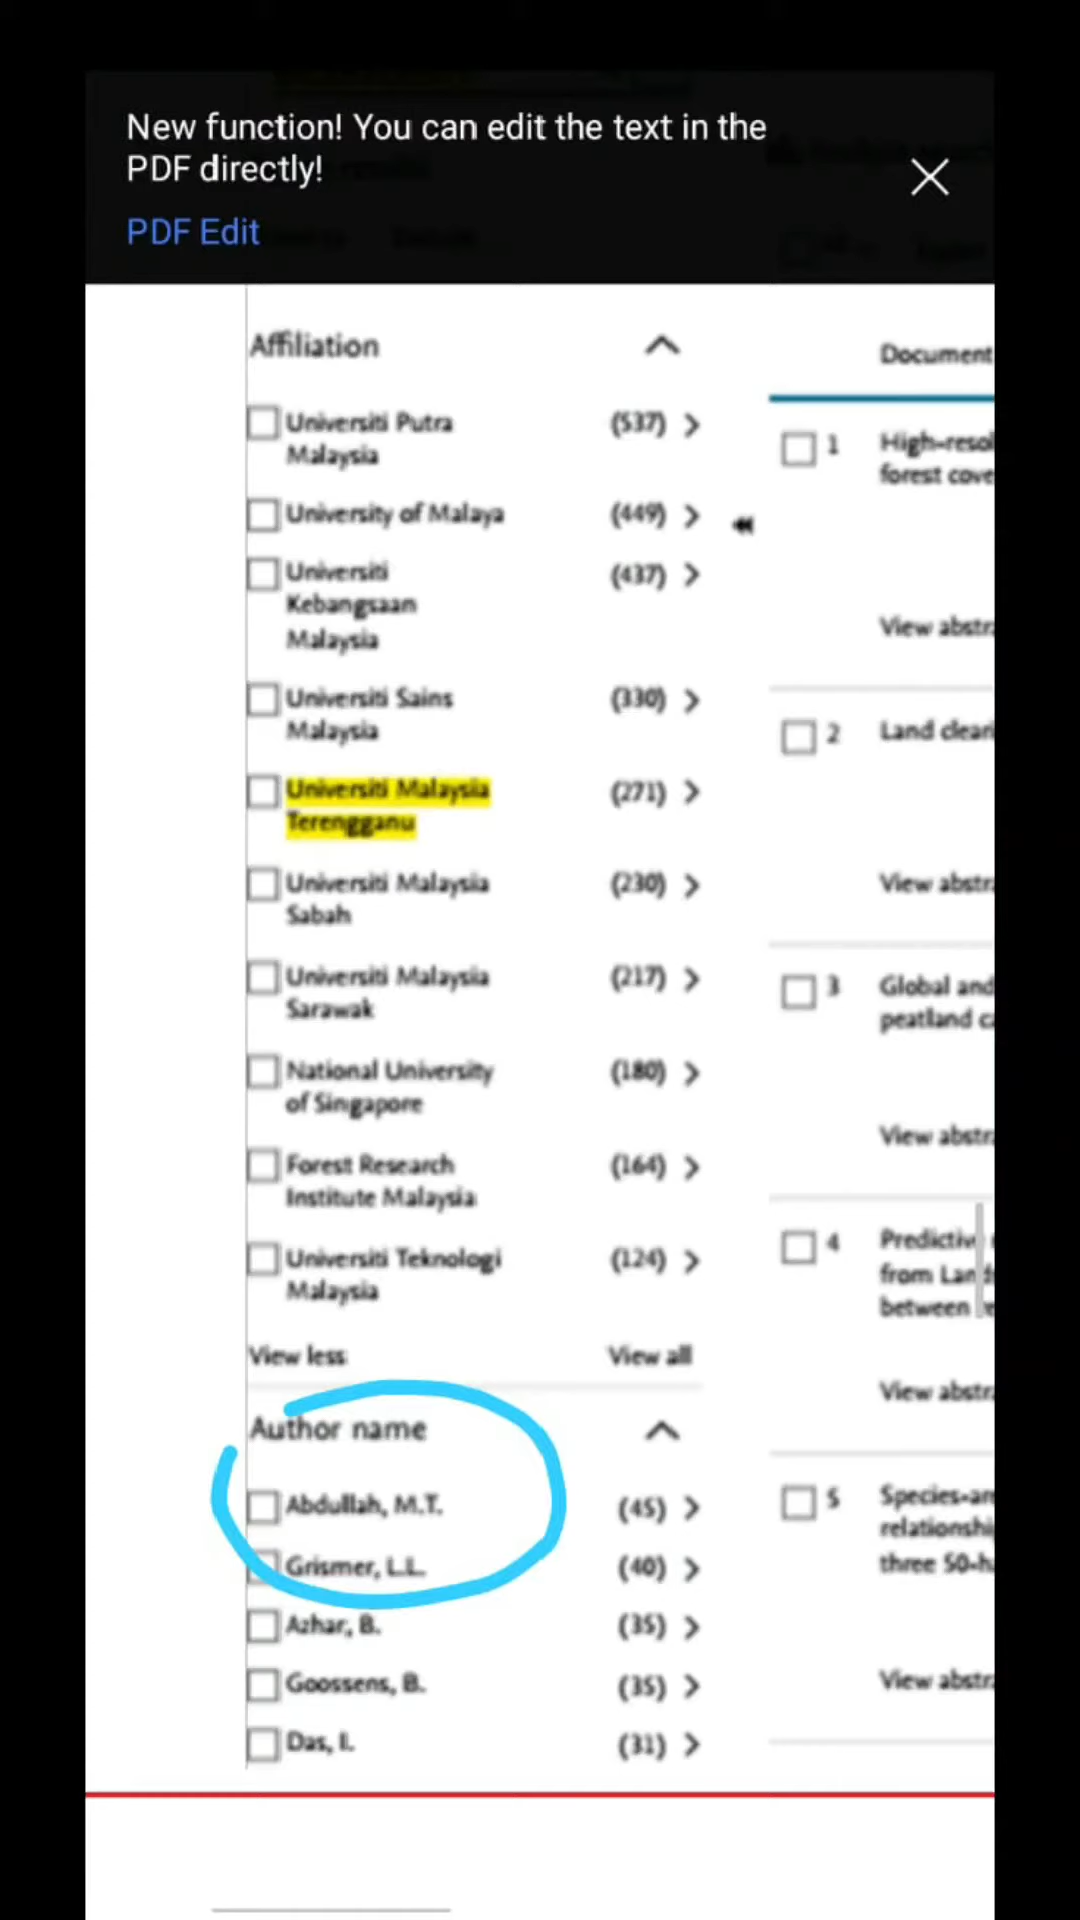 New function! You can edit the text in the
PDF directly!
PDF Edit
Affiliation
Universiti Putra
Malaysia
(537)
University of Malaya
(449)
Universiti
Kebangsaan
Malaysia
(437)
Universiti Sains
Malaysia
(330)
Universiti Malaysia
Terengganu
(271)
Universiti Malaysia
Sabah
(230)
Universiti Malaysia
Sarawak
(217)
National University
of Singapore
(180)
Forest Research
Institute Malaysia
(164)
Universiti Teknologi
Malaysia
(124)
View less
View all
Author name
Abdullah, M.T.
(45)
Grismer, L.L.
(40)
Azhar, B.
(35)
Goossens, B.
(35)
Das, I.
(31)
Document
1
High-resol
forest cove
View abstr
2
Land cleari
View abstr
3
Global and
peatland c
View abstr
4
Predictiv
from Lan
between
View abstr
5
Species-ar
relationshi
three 50-h
View abstr